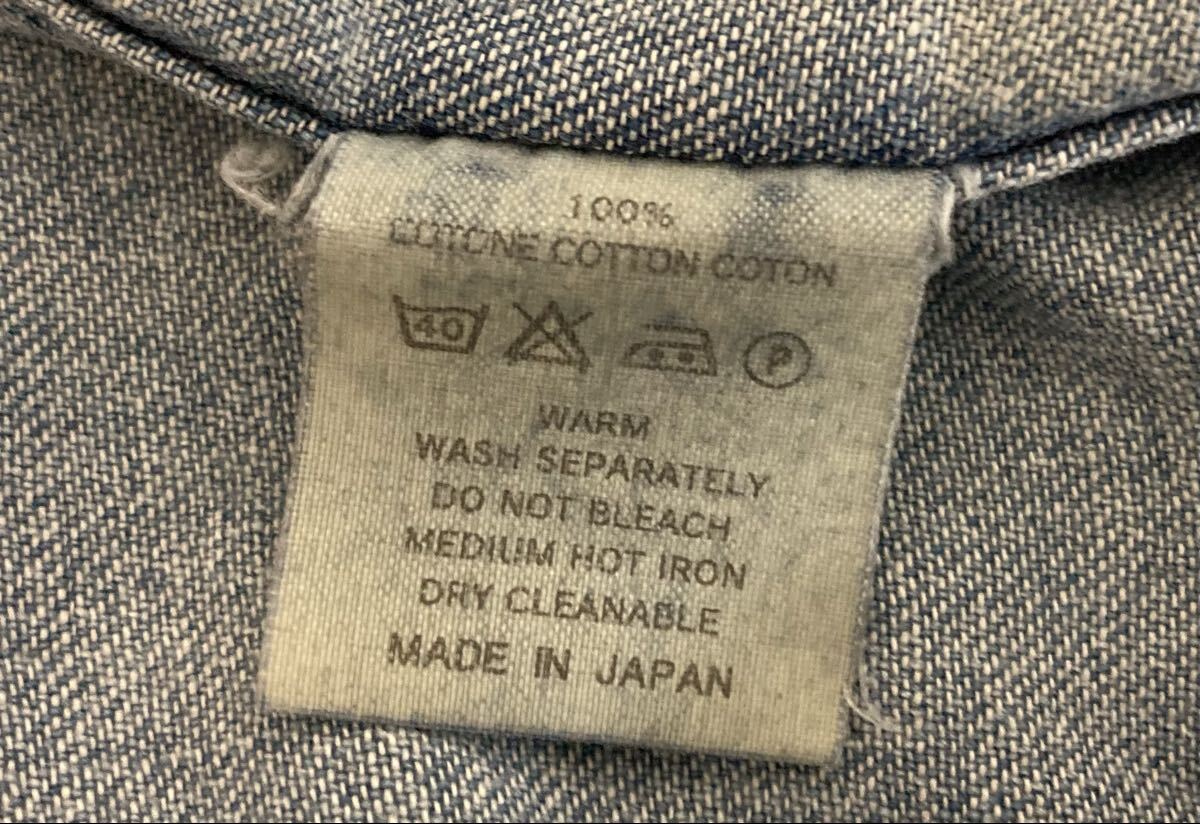 100%
COTONE COTTON COTON
40 P
WARM
WASH SEPARATELY
DO NOT BLEACH
MEDIUM HOT IRON
DRY CLEANABLE
MADE IN JAPAN